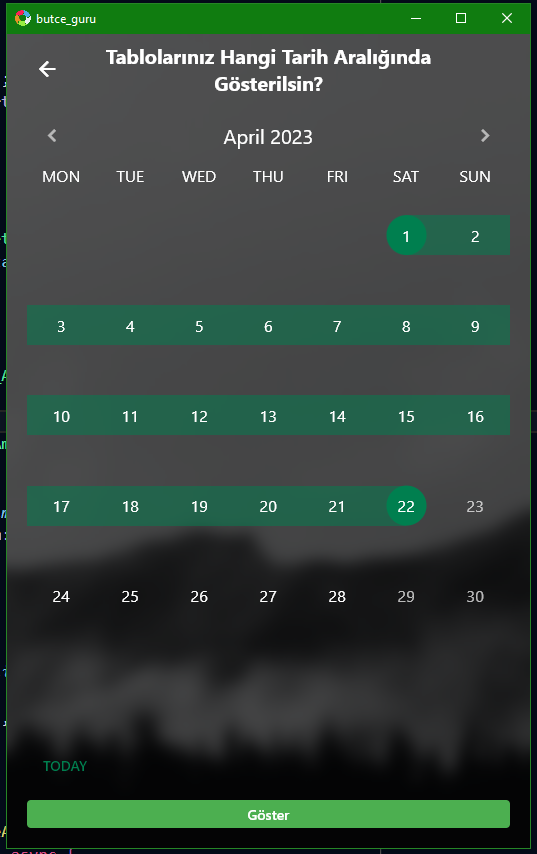 butce_guru
Tablolarınız Hangi Tarih Aralığında
Gösterilsin?
April 2023
MON TUE WED THU FRI SAT SUN
1 2
3 4 5 6 7 8 9
10 11 12 13 14 15 16
17 18 19 20 21 22 23
24 25 26 27 28 29 30
TODAY
Göster